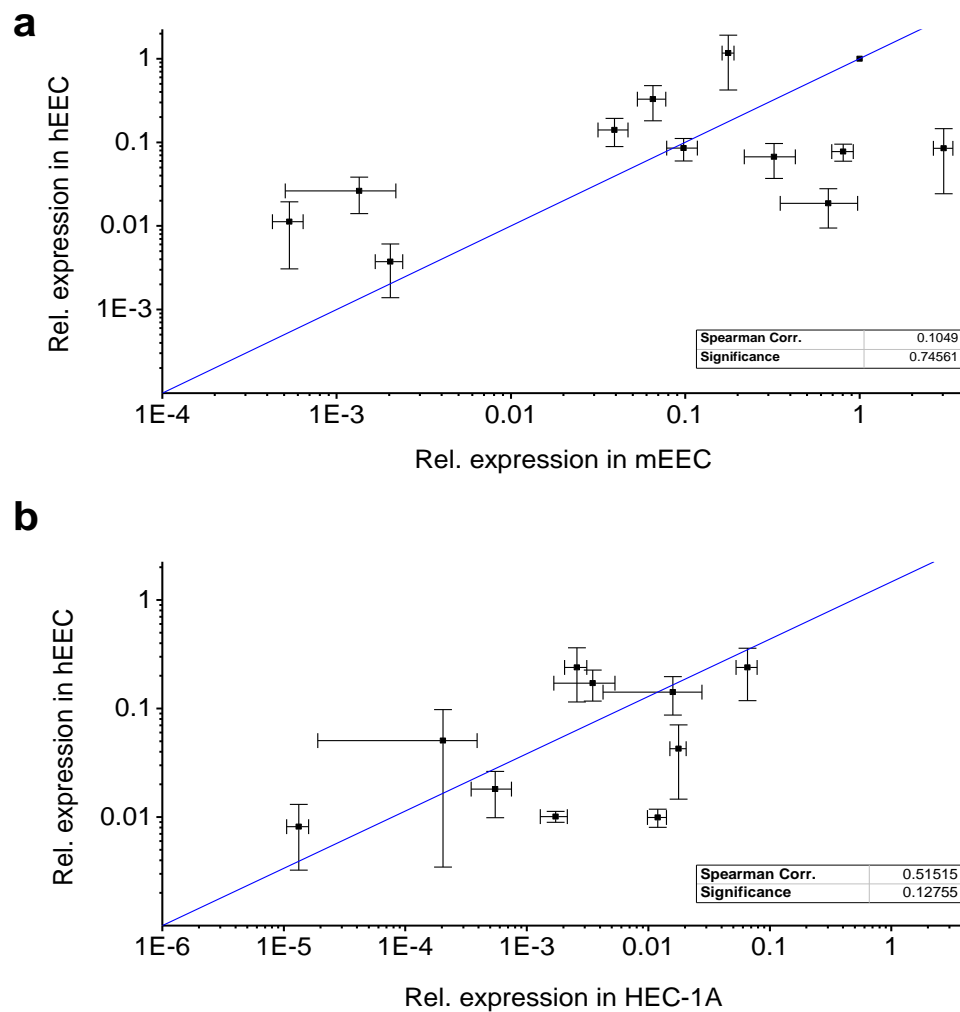 a
Rel. expression in hEEC
1
0.1
0.01
1E-3
Spearman Corr. 0.1049
Significance 0.74561
1E-4 1E-3 0.01 0.1 1
Rel. expression in mEEC
b
Rel. expression in hEEC
1
0.1
0.01
Spearman Corr. 0.51515
Significance 0.12755
1E-6 1E-5 1E-4 1E-3 0.01 0.1 1
Rel. expression in HEC-1A